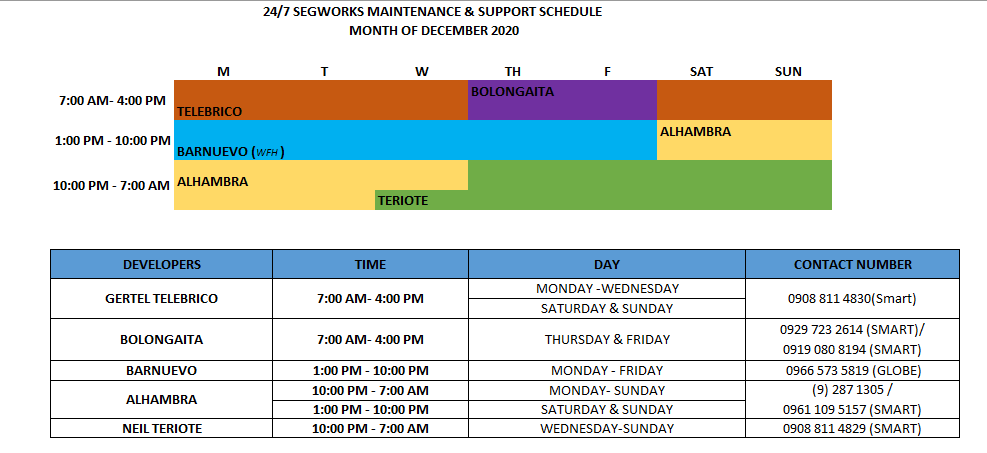 24/7 SEGWORKS MAINTENANCE & SUPPORT SCHEDULE
MONTH OF DECEMBER 2020
M T W TH F SAT SUN
7:00 AM- 4:00 PM TELEBRICO BOLONGAITA
1:00 PM - 10:00 PM BARNUEVO (WFH) ALHAMBRA
10:00 PM - 7:00 AM ALHAMBRA
TERIOTE
DEVELOPERS TIME DAY CONTACT NUMBER
GERTEL TELEBRICO 7:00 AM- 4:00 PM MONDAY -WEDNESDAY 0908 811 4830(Smart)
SATURDAY & SUNDAY
BOLONGAITA 7:00 AM- 4:00 PM THURSDAY & FRIDAY 0929 723 2614 (SMART)/
0919 080 8194 (SMART)
BARNUEVO 1:00 PM - 10:00 PM MONDAY - FRIDAY 0966 573 5819 (GLOBE)
ALHAMBRA 10:00 PM - 7:00 AM MONDAY- SUNDAY (9) 287 1305 /
1:00 PM - 10:00 PM SATURDAY & SUNDAY 0961 109 5157 (SMART)
NEIL TERIOTE 10:00 PM - 7:00 AM WEDNESDAY-SUNDAY 0908 811 4829 (SMART)